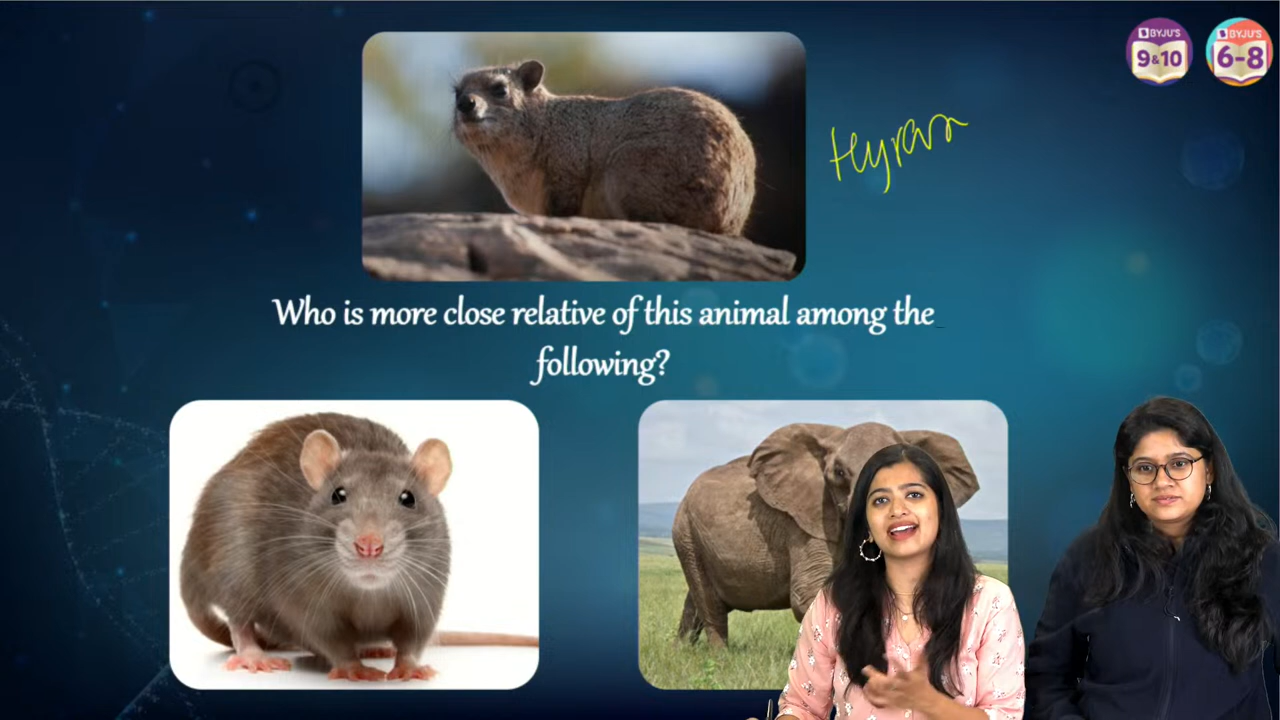 BYJU'S
9&10
BYJU'S
6-8
Hyrax
Who is more close relative of this animal among the
following?